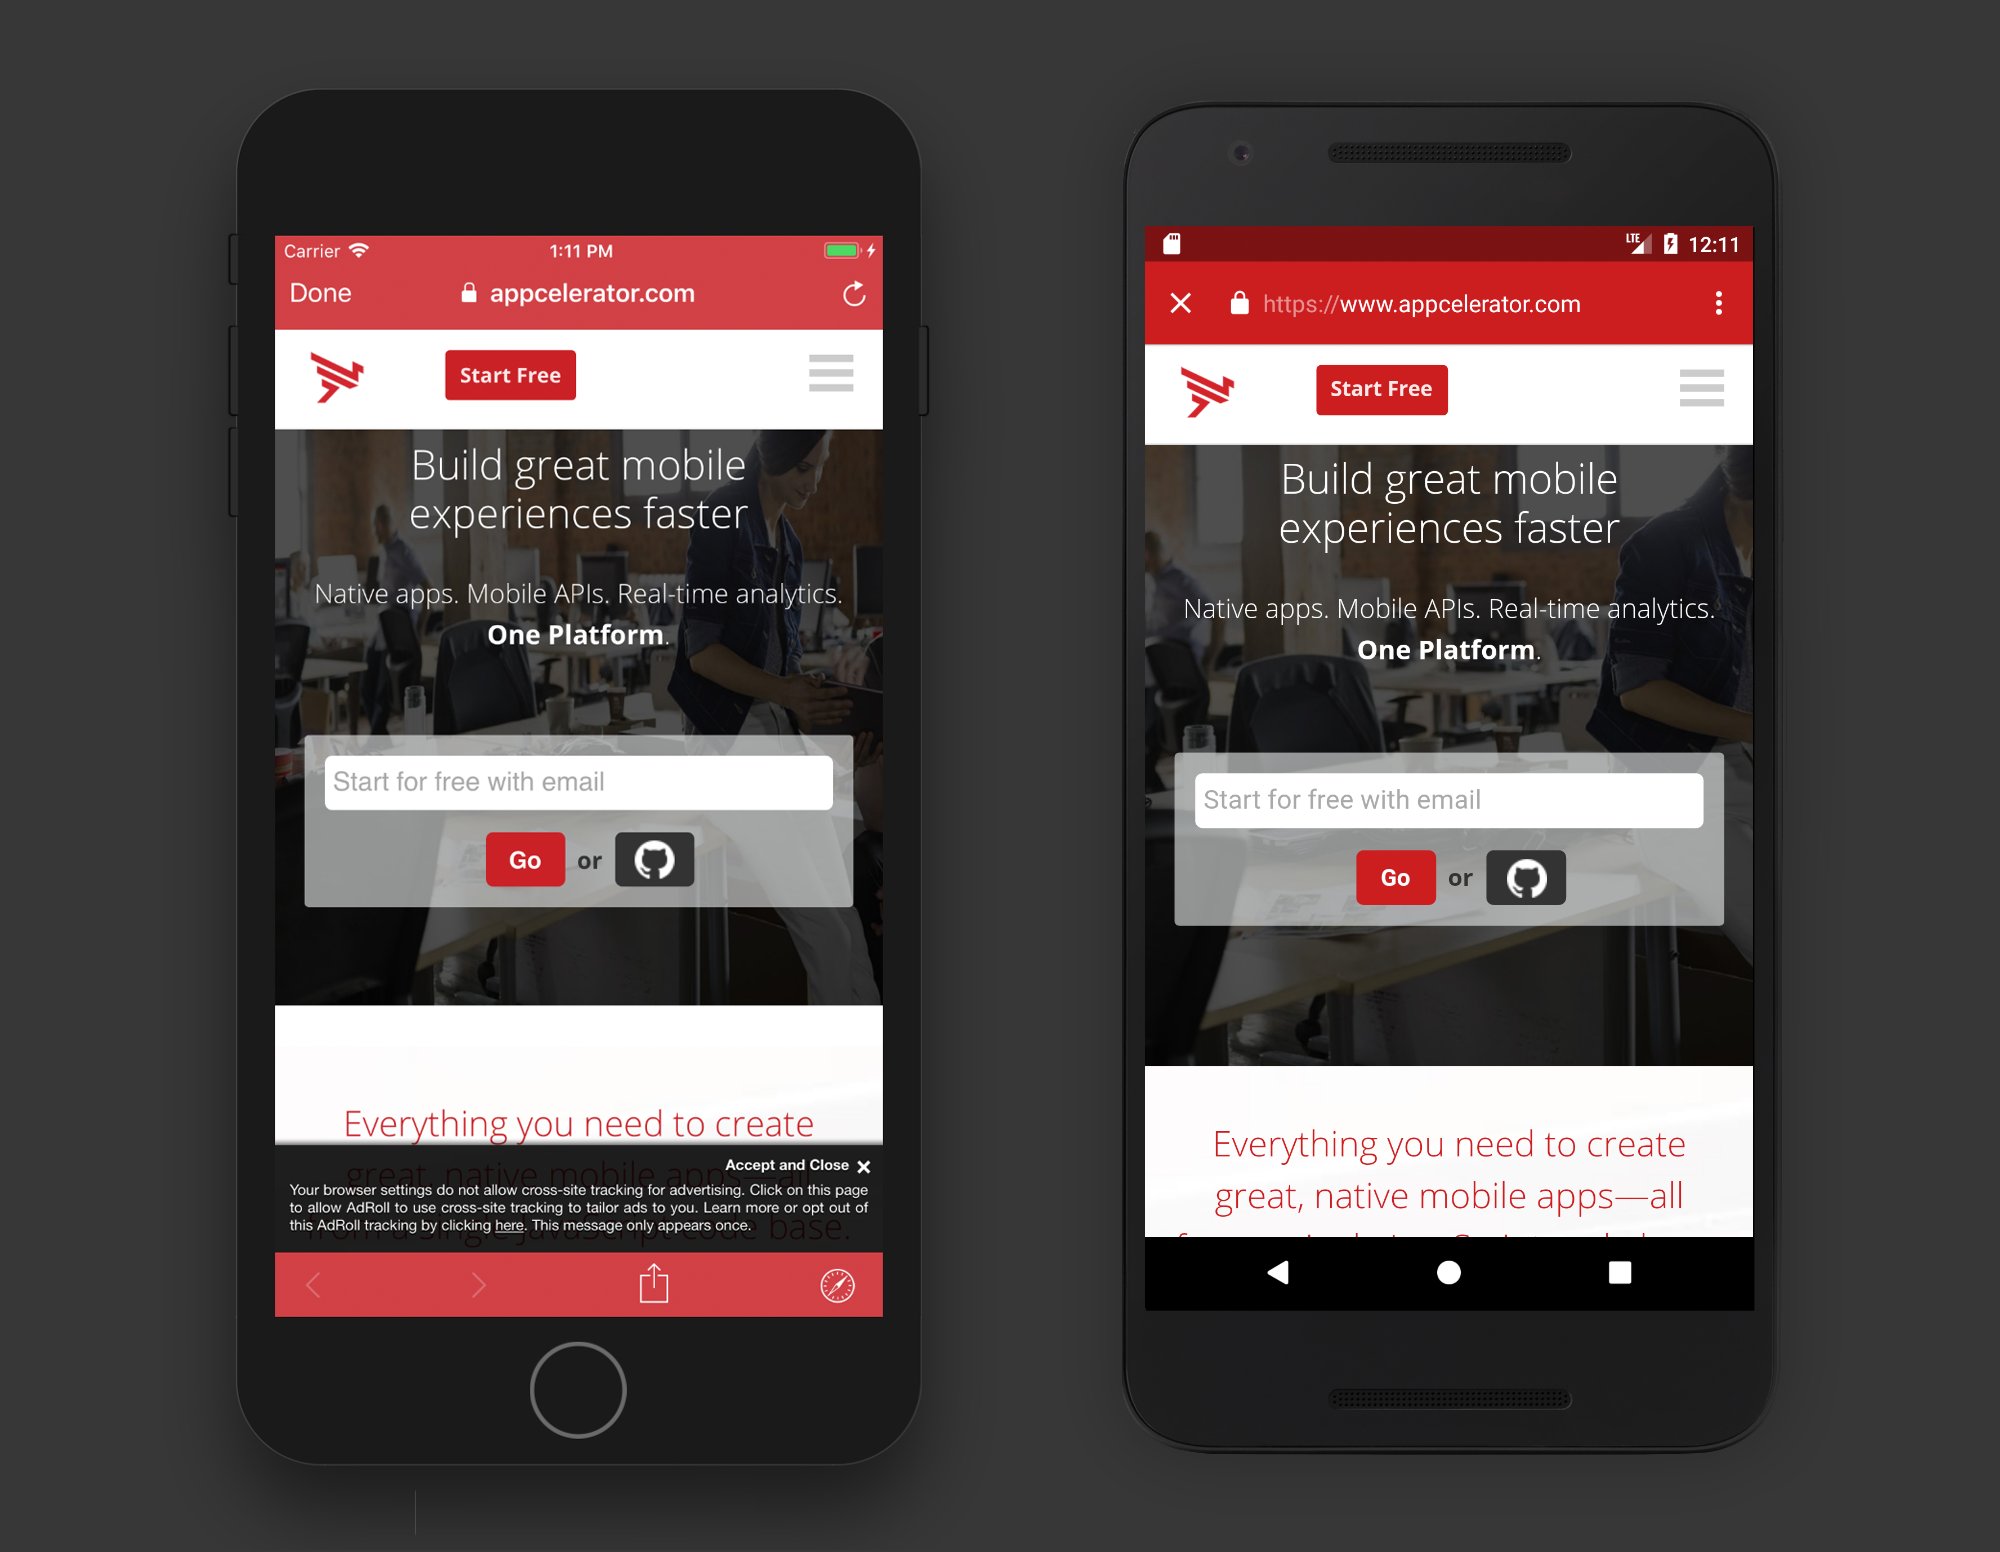 Carrier 1:11 PM
Done appcelerator.com
Start Free
Build great mobile
experiences faster
Native apps. Mobile APIs. Real-time analytics.
One Platform.
Start for free with email
Go or
Everything you need to create
great, native mobile apps—all
from a single JavaScript code base.
Accept and Close
Your browser settings do not allow cross-site tracking for advertising. Click on this page
to allow AdRoll to use cross-site tracking to tailor ads to you. Learn more or opt out of
this AdRoll tracking by clicking here. This message only appears once.
LTE 12:11
https://www.appcelerator.com
Start Free
Build great mobile
experiences faster
Native apps. Mobile APIs. Real-time analytics.
One Platform.
Start for free with email
Go or
Everything you need to create
great, native mobile apps—all